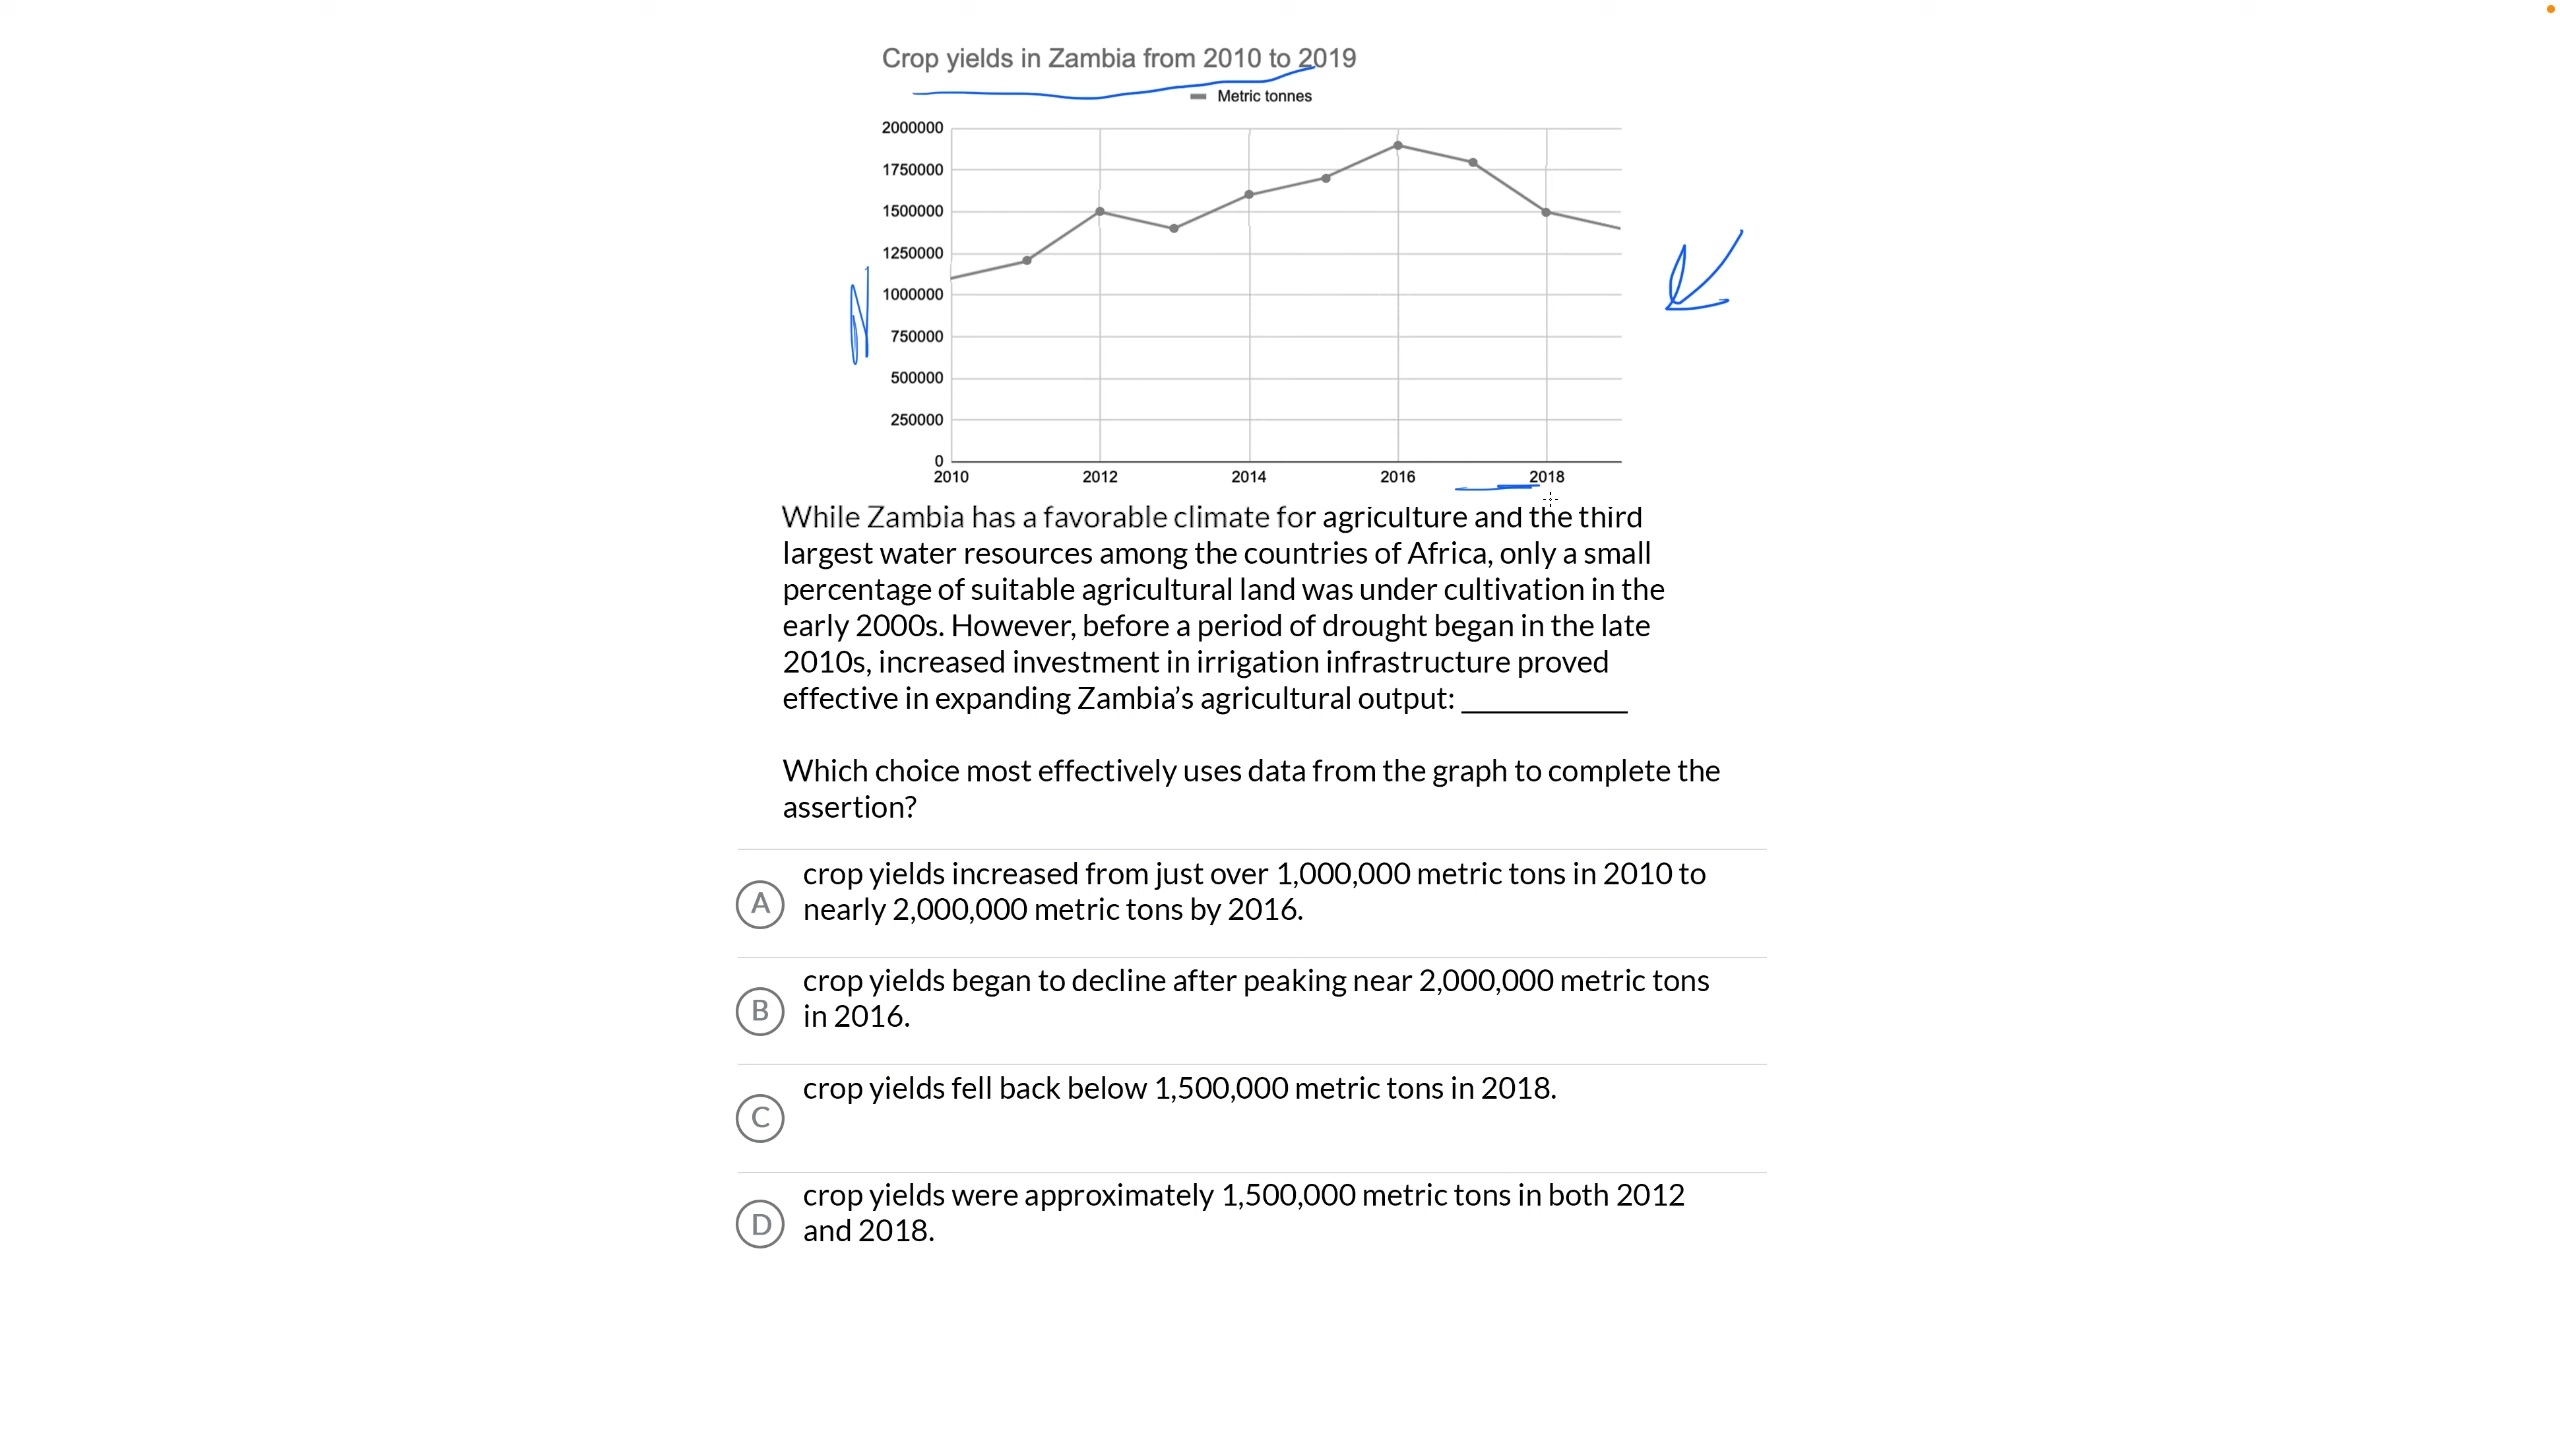 Crop yields in Zambia from 2010 to 2019
Metric tonnes
2000000
1750000
1500000
1250000
1000000
750000
500000
250000
0
2010 2012 2014 2016 2018
While Zambia has a favorable climate for agriculture and the third
largest water resources among the countries of Africa, only a small
percentage of suitable agricultural land was under cultivation in the
early 2000s. However, before a period of drought began in the late
2010s, increased investment in irrigation infrastructure proved
effective in expanding Zambia’s agricultural output: ____________
Which choice most effectively uses data from the graph to complete the
assertion?
A crop yields increased from just over 1,000,000 metric tons in 2010 to
nearly 2,000,000 metric tons by 2016.
B crop yields began to decline after peaking near 2,000,000 metric tons
in 2016.
C crop yields fell back below 1,500,000 metric tons in 2018.
D crop yields were approximately 1,500,000 metric tons in both 2012
and 2018.